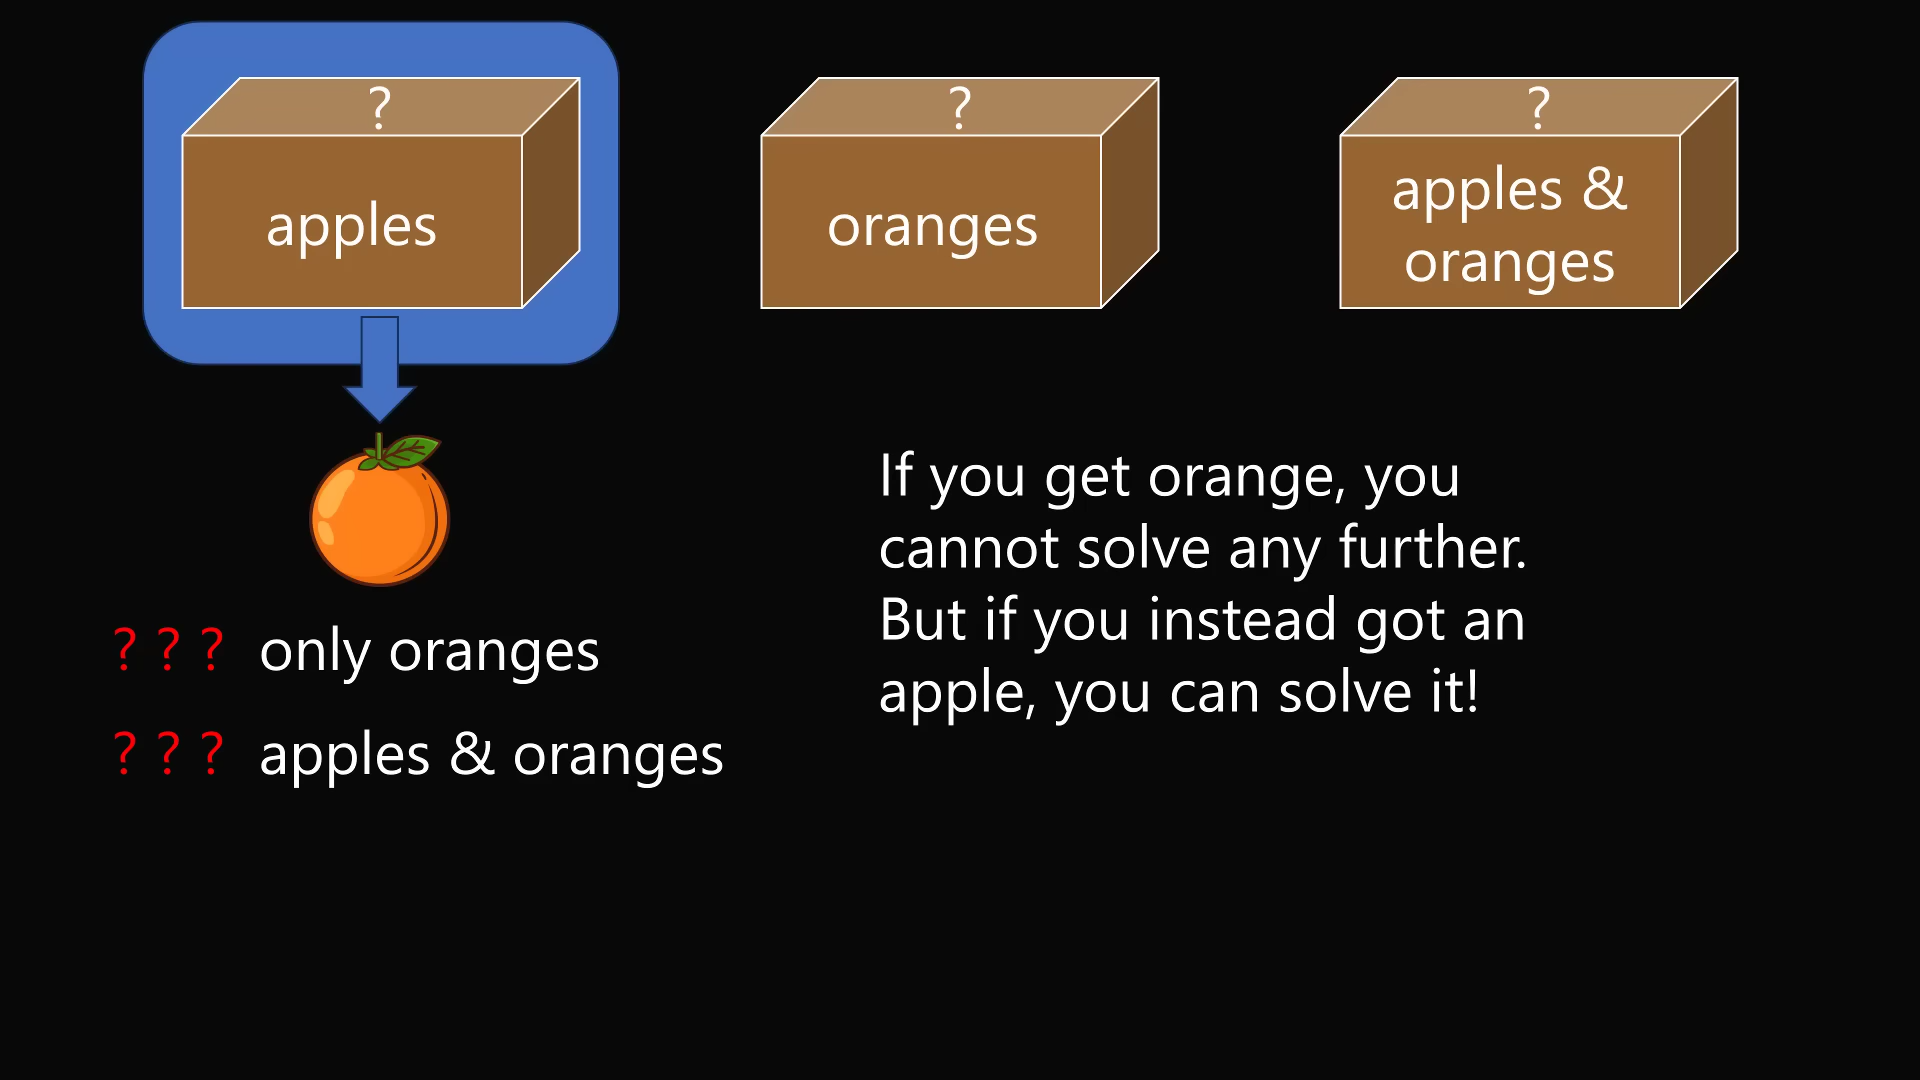 ?
?
?
apples
oranges
apples &
oranges
If you get orange, you
cannot solve any further.
But if you instead got an
apple, you can solve it!
? ? ? only oranges
? ? ? apples & oranges